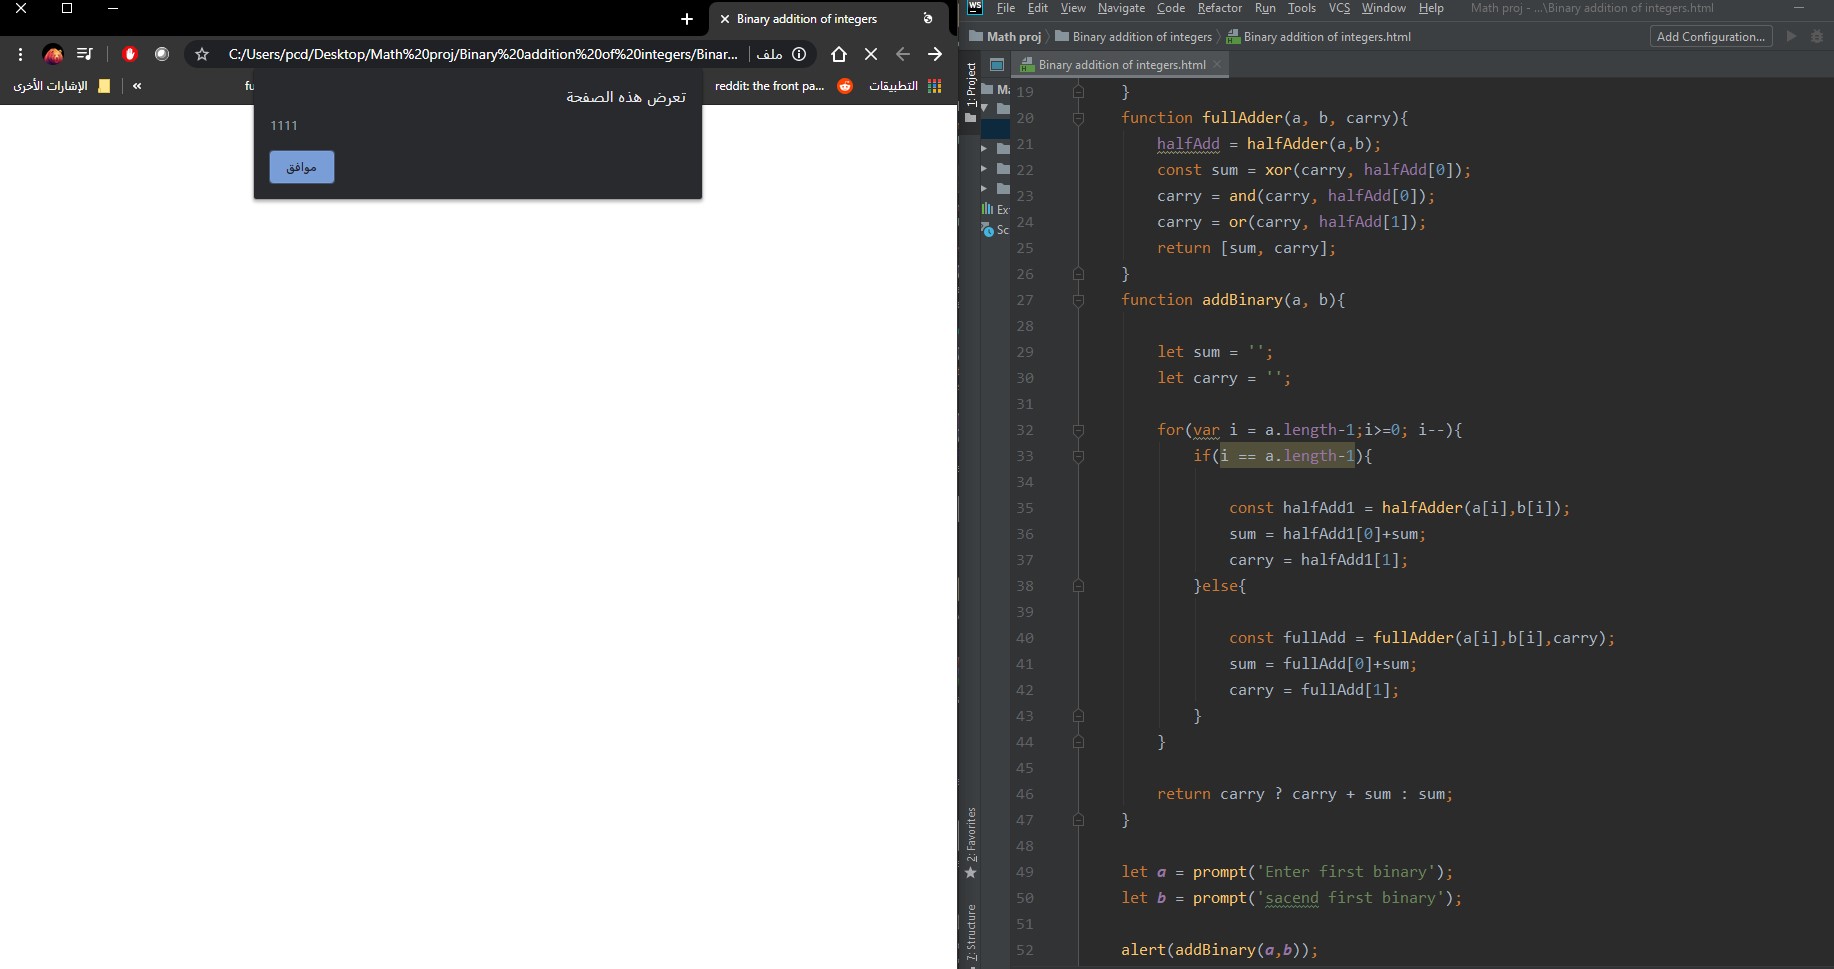 Binary addition of integers
C:/Users/pcd/Desktop/Math%20proj/Binary%20addition%20of%20integers/Binar...
ملف
الإشارات الأخرى
«
fu
reddit: the front pa...
التطبيقات
تعرض هذه الصفحة
1111
موافق
WS
File Edit View Navigate Code Refactor Run Tools VCS Window Help
Math proj - ...\Binary addition of integers.html
Math proj
Binary addition of integers
Binary addition of integers.html
Add Configuration...
Binary addition of integers.html
1: Project
Ma
Ex
Sc
2: Favorites
7: Structure
19 }
20 function fullAdder(a, b, carry){
21 halfAdd = halfAdder(a,b);
22 const sum = xor(carry, halfAdd[0]);
23 carry = and(carry, halfAdd[0]);
24 carry = or(carry, halfAdd[1]);
25 return [sum, carry];
26 }
27 function addBinary(a, b){
28
29 let sum = '';
30 let carry = '';
31
32 for(var i = a.length-1;i>=0; i--){
33 if(i == a.length-1){
34
35 const halfAdd1 = halfAdder(a[i],b[i]);
36 sum = halfAdd1[0]+sum;
37 carry = halfAdd1[1];
38 }else{
39
40 const fullAdd = fullAdder(a[i],b[i],carry);
41 sum = fullAdd[0]+sum;
42 carry = fullAdd[1];
43 }
44 }
45
46 return carry ? carry + sum : sum;
47 }
48
49 let a = prompt('Enter first binary');
50 let b = prompt('sacend first binary');
51
52 alert(addBinary(a,b));